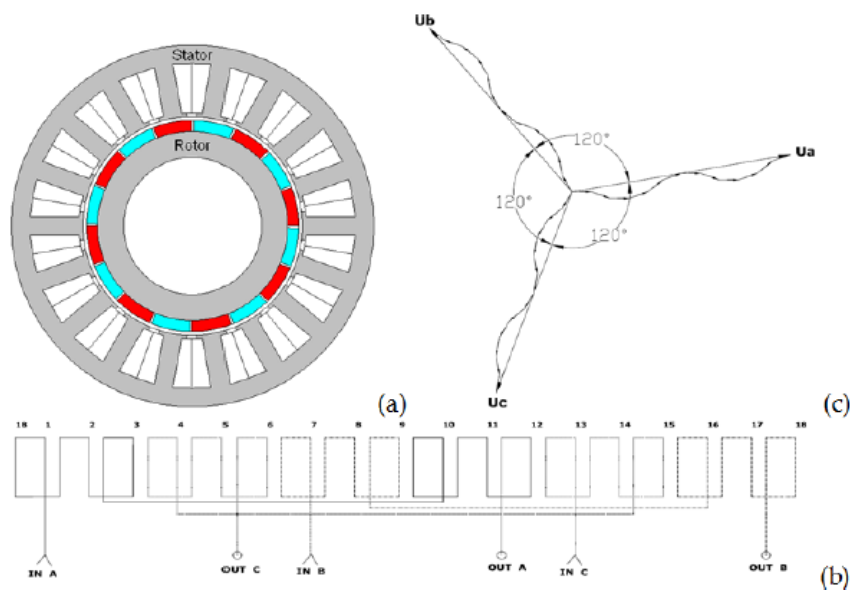 Stator
Rotor
(a)
Ub
Ua
Uc
120°
120°
120°
(c)
18 1 2 3 4 5 6 7 8 9 10 11 12 13 14 15 16 17 18
IN A
OUT C
IN B
OUT A
IN C
OUT B
(b)